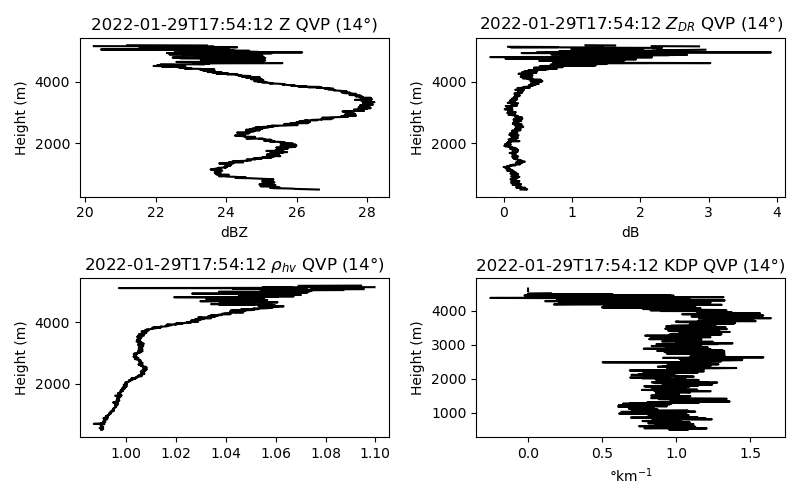 2022-01-29T17:54:12 Z QVP (14°)
Height (m)
4000
2000
20 22 24 26 28
dBZ
2022-01-29T17:54:12 Z_DR QVP (14°)
Height (m)
4000
2000
0 1 2 3 4
dB
2022-01-29T17:54:12 ρ_hv QVP (14°)
Height (m)
4000
2000
1.00 1.02 1.04 1.06 1.08 1.10
2022-01-29T17:54:12 KDP QVP (14°)
Height (m)
4000
3000
2000
1000
0.0 0.5 1.0 1.5
°km⁻¹